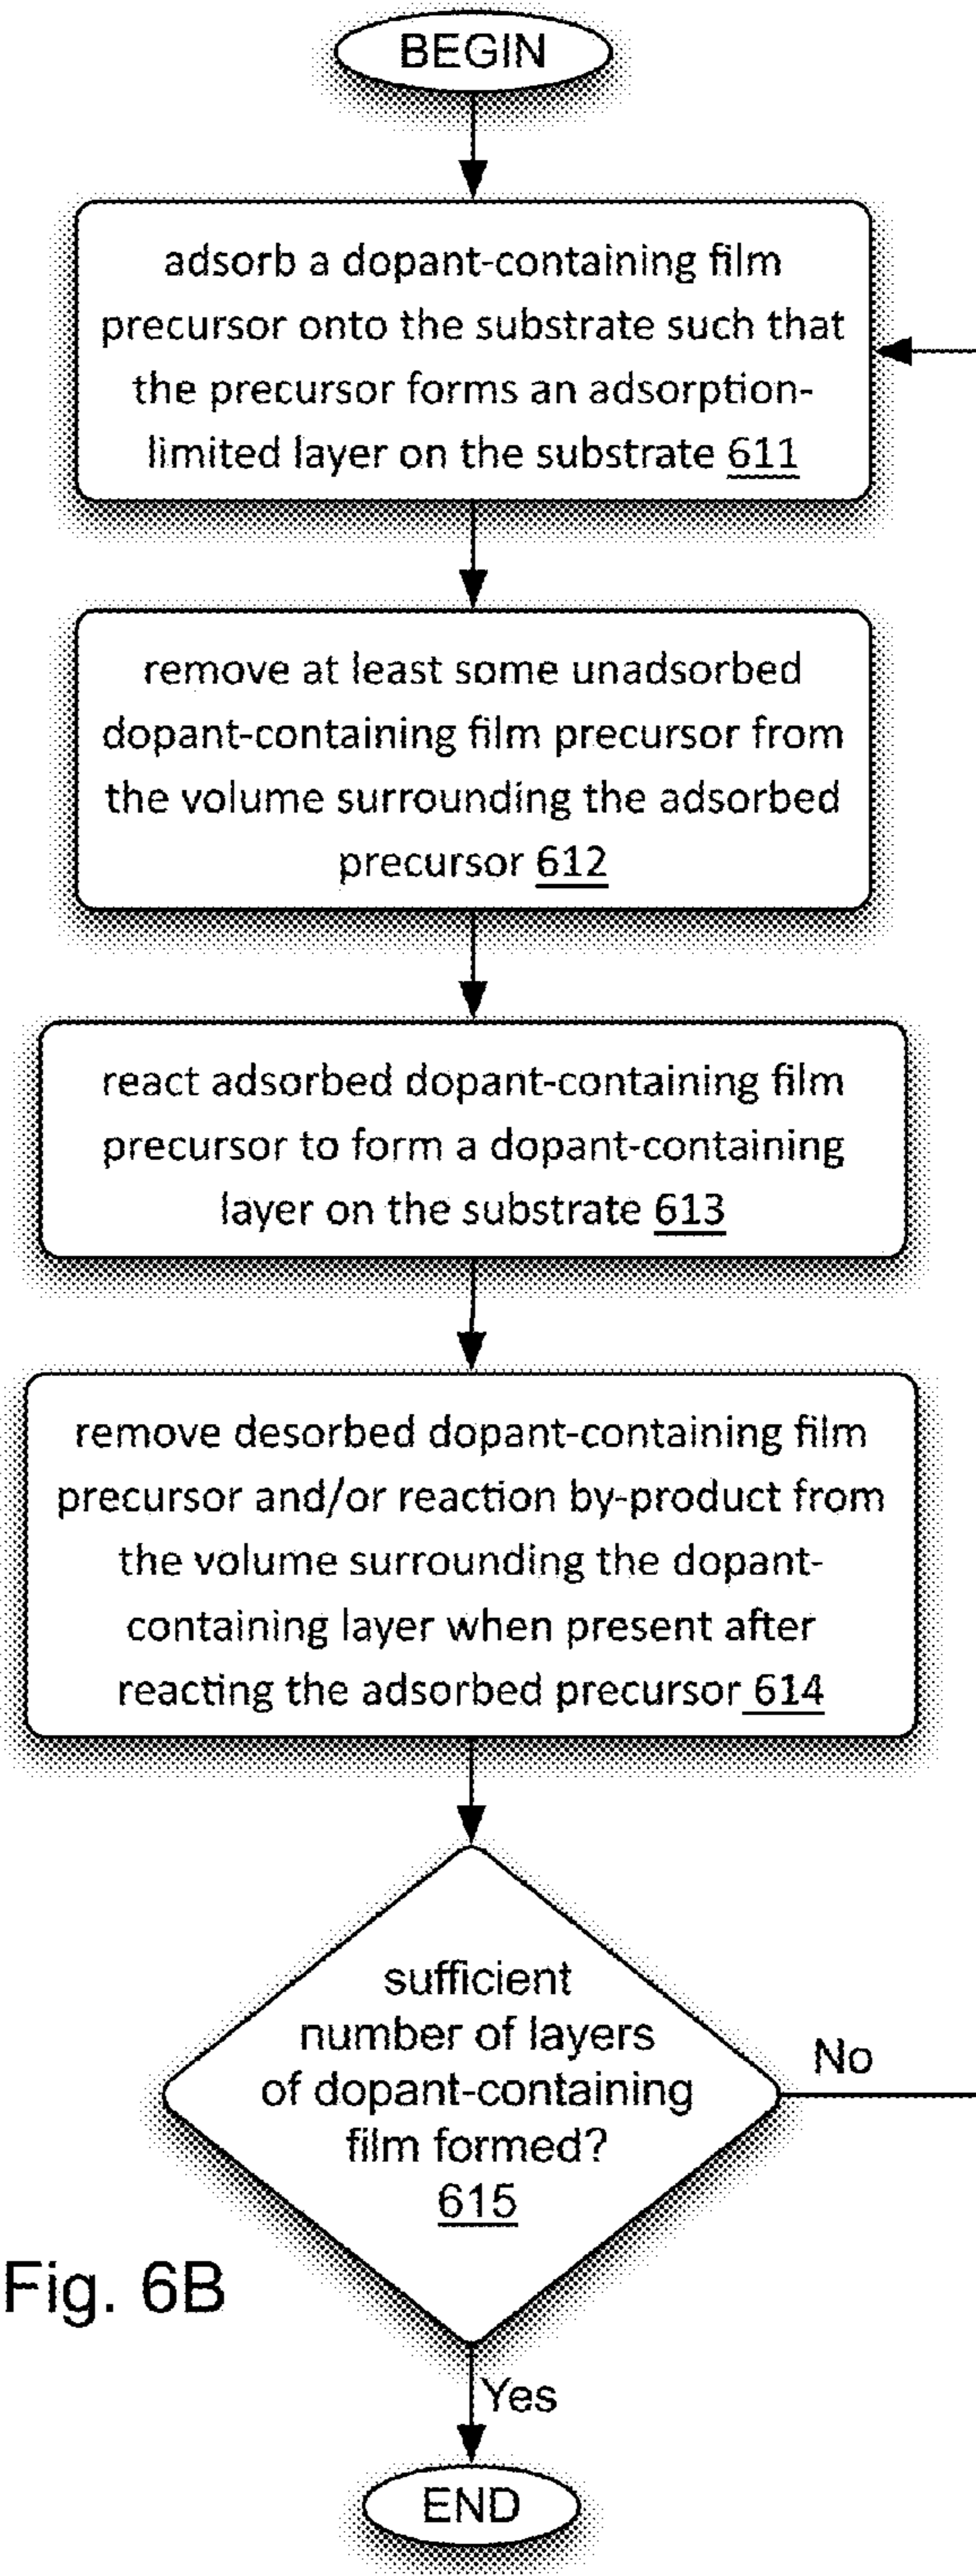 BEGIN
adsorb a dopant-containing film
precursor onto the substrate such that
the precursor forms an adsorption-
limited layer on the substrate 611
remove at least some unadsorbed
dopant-containing film precursor from
the volume surrounding the adsorbed
precursor 612
react adsorbed dopant-containing film
precursor to form a dopant-containing
layer on the substrate 613
remove desorbed dopant-containing film
precursor and/or reaction by-product from
the volume surrounding the dopant-
containing layer when present after
reacting the adsorbed precursor 614
sufficient
number of layers
of dopant-containing
film formed?
615
No
Fig. 6B
Yes
END